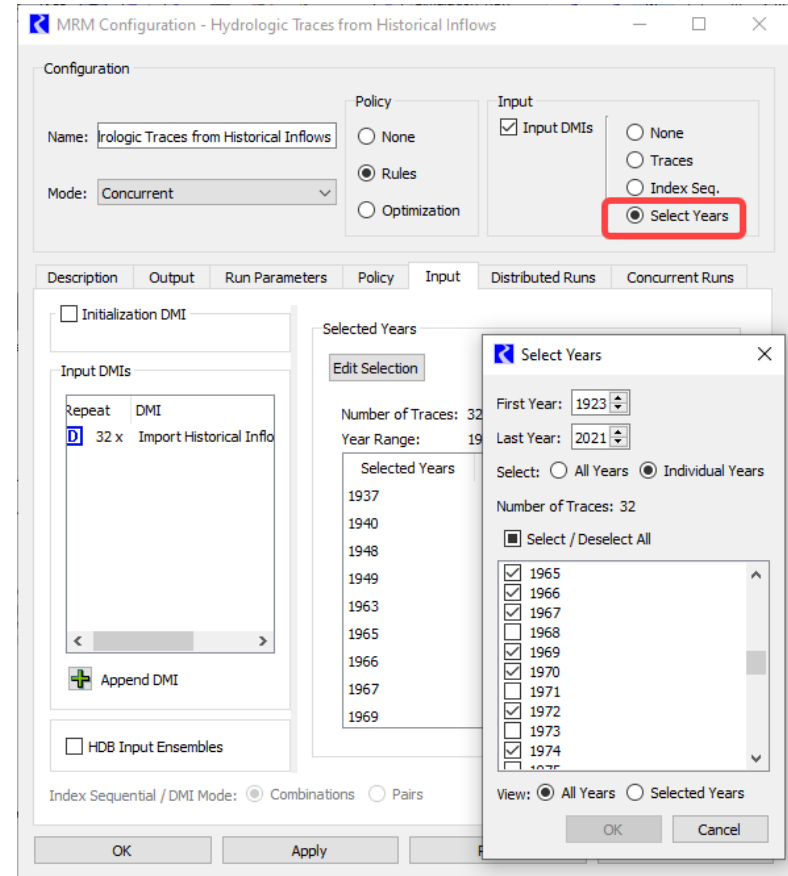 MRM Configuration - Hydrologic Traces from Historical Inflows
Configuration
Policy
Input
Name: lrologic Traces from Historical Inflows
None
Input DMIs
None
Rules
Traces
Mode: Concurrent
Index Seq.
Optimization
Select Years
Description Output Run Parameters Policy Input Distributed Runs Concurrent Runs
Initialization DMI
Selected Years
Edit Selection
Input DMIs
Repeat DMI
D 32 x Import Historical Inflo
Number of Traces: 32
Year Range: 19
Selected Years
1937
1940
1948
1949
1963
1965
1966
1967
1969
Append DMI
HDB Input Ensembles
Index Sequential / DMI Mode: Combinations Pairs
OK Apply
Select Years
First Year: 1923
Last Year: 2021
Select: All Years Individual Years
Number of Traces: 32
Select / Deselect All
1965
1966
1967
1968
1969
1970
1971
1972
1973
1974
1975
View: All Years Selected Years
OK Cancel